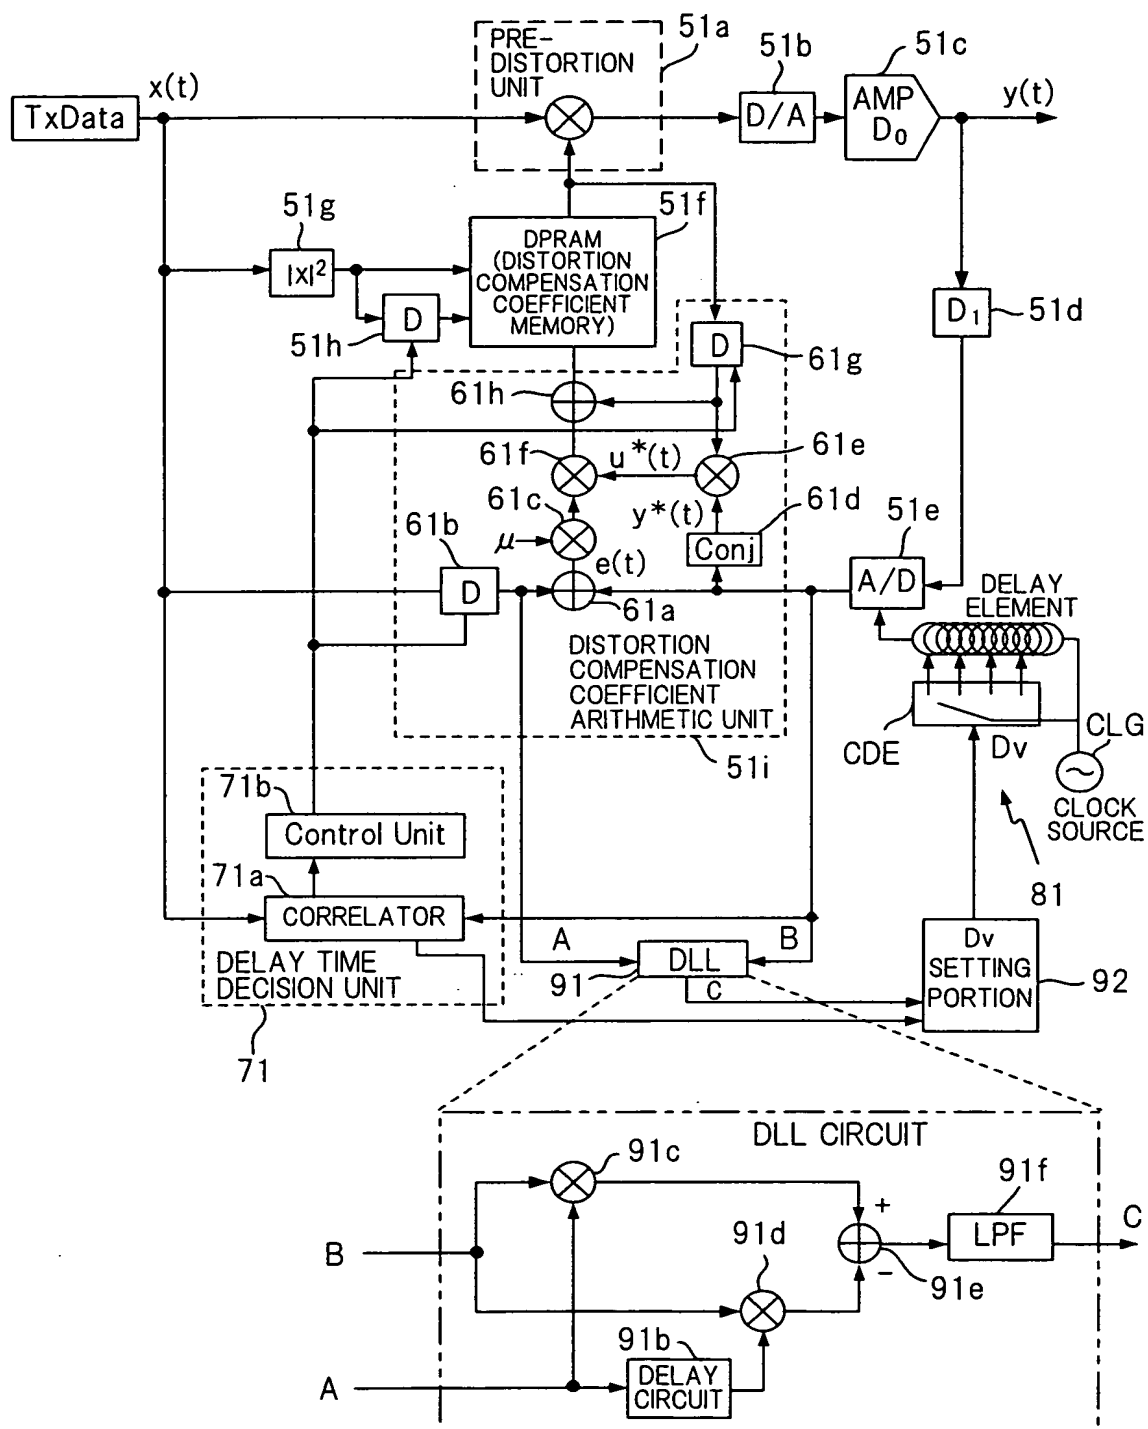 PRE-
DISTORTION
UNIT
51a
51b
51c
x(t)
TxData
D/A
AMP
D₀
y(t)
51g
|x|²
51f
DPRAM
(DISTORTION
COMPENSATION
COEFFICIENT
MEMORY)
D
51h
D₁
51d
D
61g
61h
61f
u*(t)
61e
61c
y*(t)
61d
61b
μ
Conj
51e
D
e(t)
A/D
61a
DELAY
ELEMENT
DISTORTION
COMPENSATION
COEFFICIENT
ARITHMETIC UNIT
51i
CDE
Dv
CLG
CLOCK
SOURCE
71b
Control Unit
71a
CORRELATOR
81
A
B
DELAY TIME
DECISION UNIT
91
DLL
C
Dv
SETTING
PORTION
92
71
DLL CIRCUIT
91c
91f
+
LPF
C
B
91d
-
91e
91b
A
DELAY
CIRCUIT